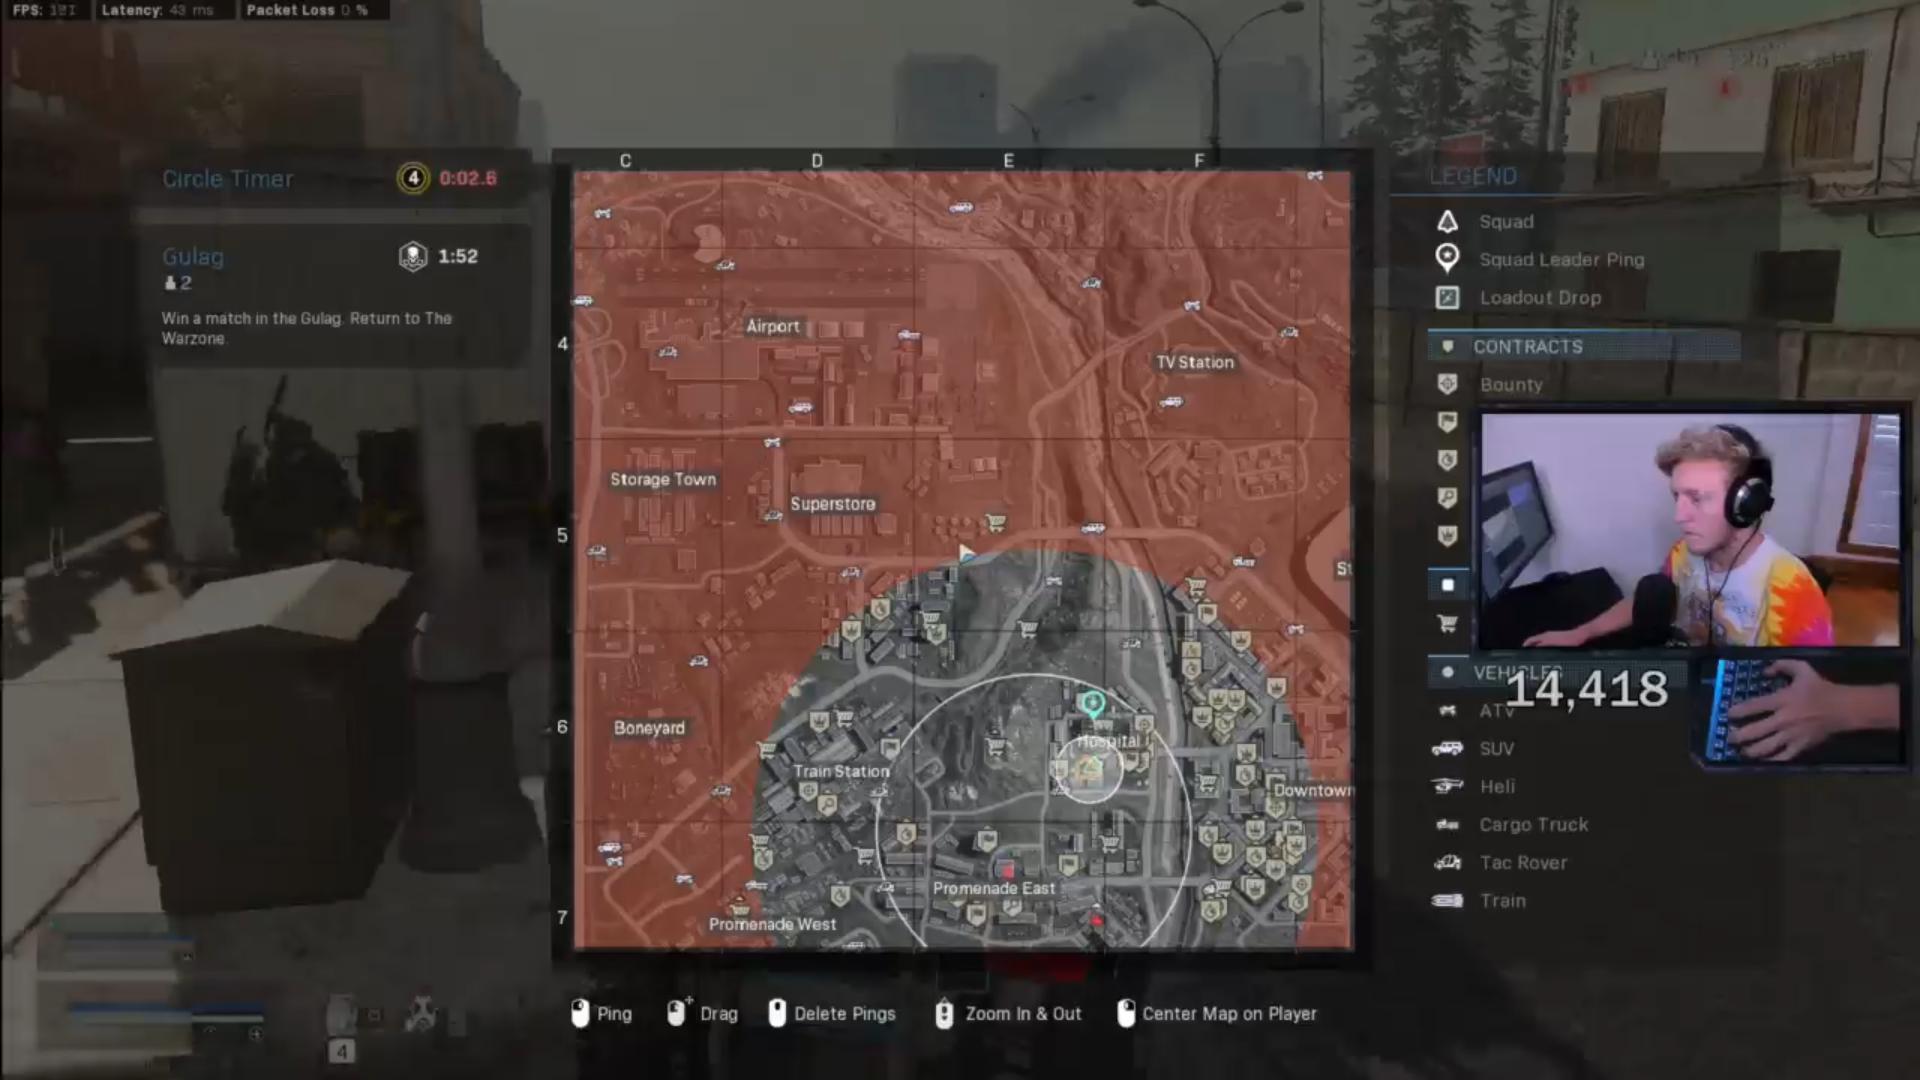 FPS: Latency: 43 ms Packet Loss 0 %
C D E F
Circle Timer 4 0:02.6
LEGEND
Squad
Gulag 1:52
2
Squad Leader Ping
Loadout Drop
Win a match in the Gulag. Return to The
Warzone.
Airport
4
CONTRACTS
TV Station
Bounty
Storage Town
Superstore
5
St
VEHICLES
14,418
ATV
6
Boneyard
Hospital
SUV
Train Station
Heli
Downtown
Cargo Truck
Tac Rover
Promenade East
Train
7
Promenade West
Ping Drag Delete Pings Zoom In & Out Center Map on Player
4